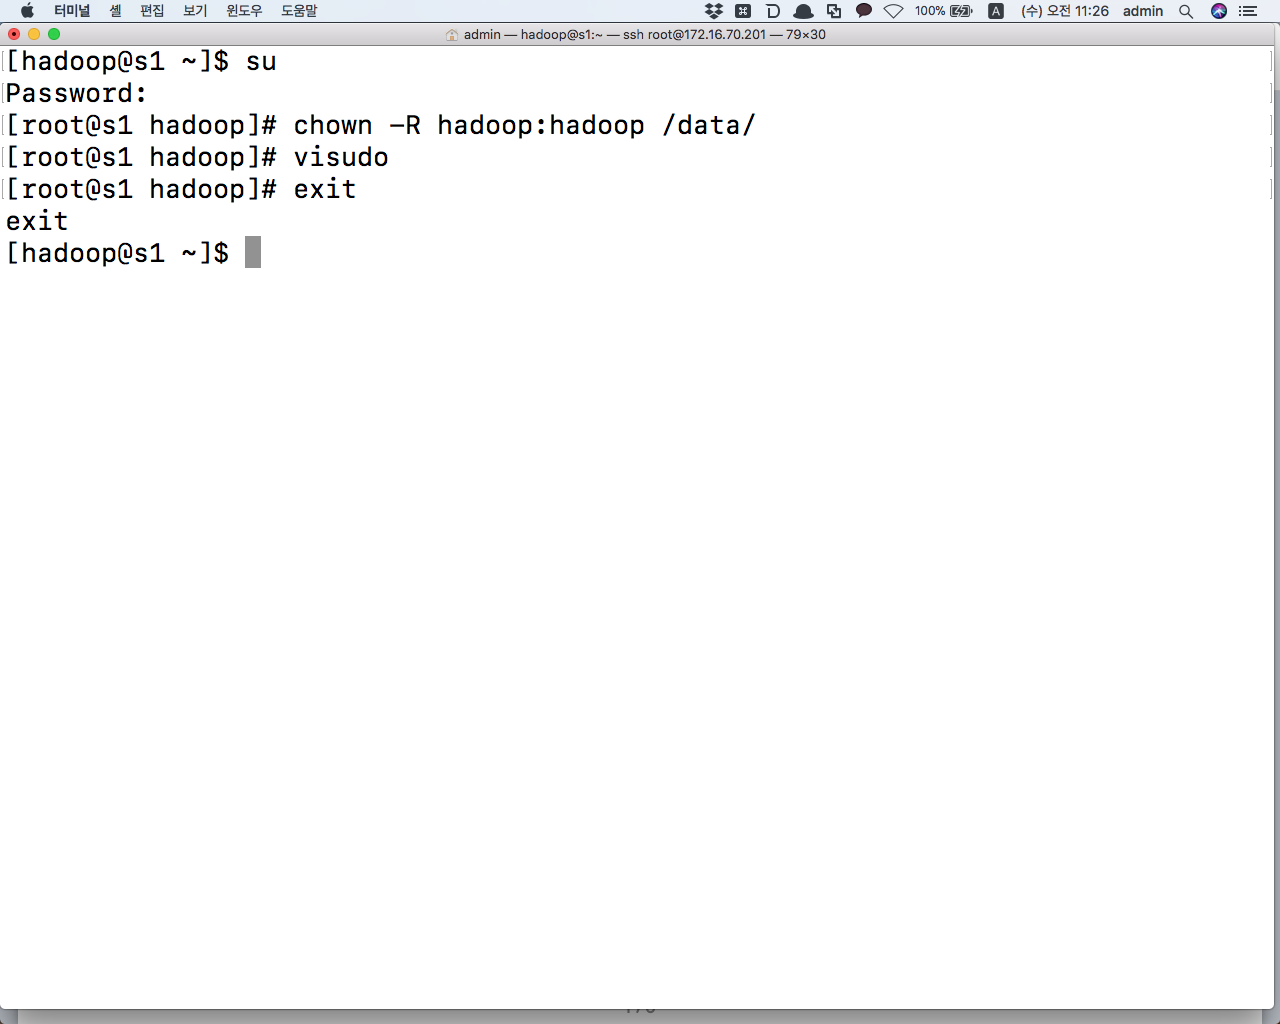 터미널 셸 편집 보기 윈도우 도움말 100% A (수) 오전 11:26 admin
admin — hadoop@s1:~ — ssh root@172.16.70.201 — 79×30
[hadoop@s1 ~]$ su
Password:
[root@s1 hadoop]# chown -R hadoop:hadoop /data/
[root@s1 hadoop]# visudo
[root@s1 hadoop]# exit
exit
[hadoop@s1 ~]$